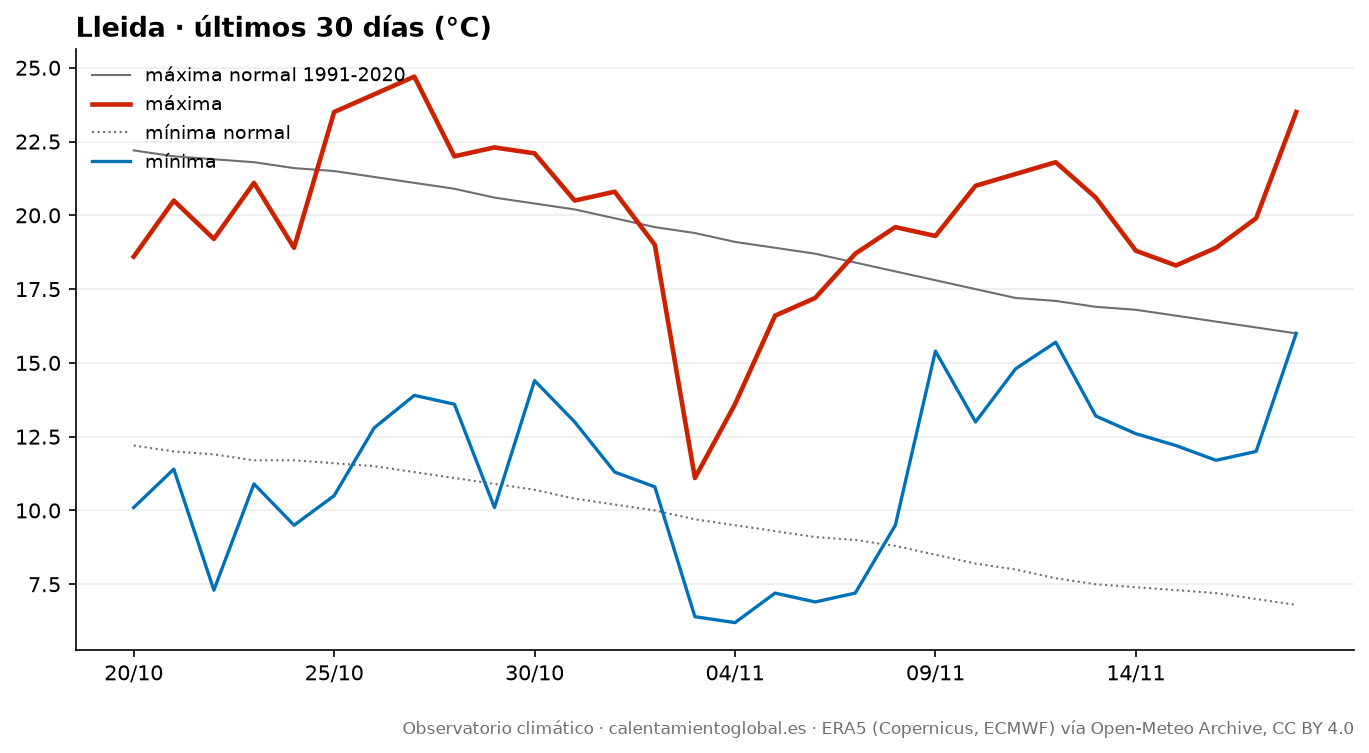 Lleida · últimos 30 días (°C)
25.0
22.5
20.0
17.5
15.0
12.5
10.0
7.5
máxima normal 1991-2020
máxima
mínima normal
mínima
20/10 25/10 30/10 04/11 09/11 14/11
Observatorio climático · calentamientoglobal.es · ERA5 (Copernicus, ECMWF) vía Open-Meteo Archive, CC BY 4.0